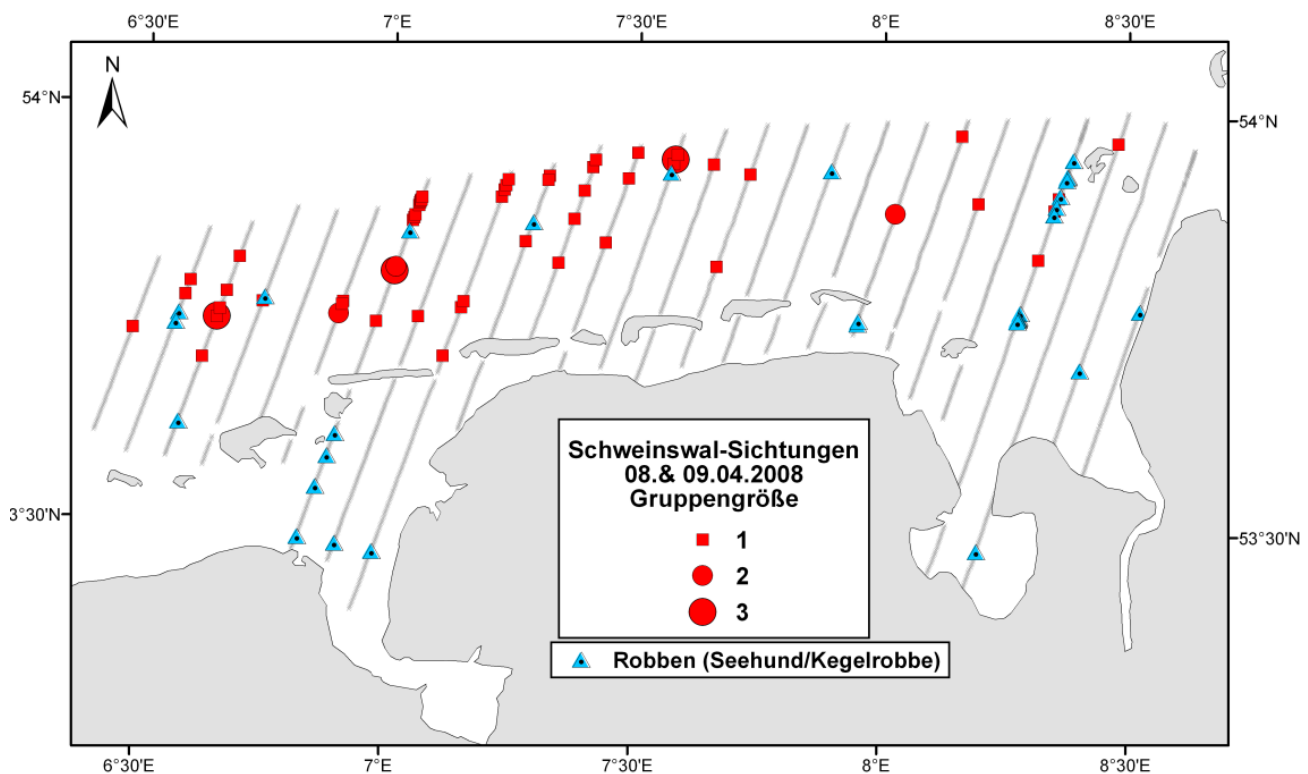 6°30'E 7°E 7°30'E 8°E 8°30'E
N
54°N 54°N
Schweinswal-Sichtungen
08.& 09.04.2008
Gruppengröße
1
2
3
Robben (Seehund/Kegelrobbe)
3°30'N 53°30'N
6°30'E 7°E 7°30'E 8°E 8°30'E